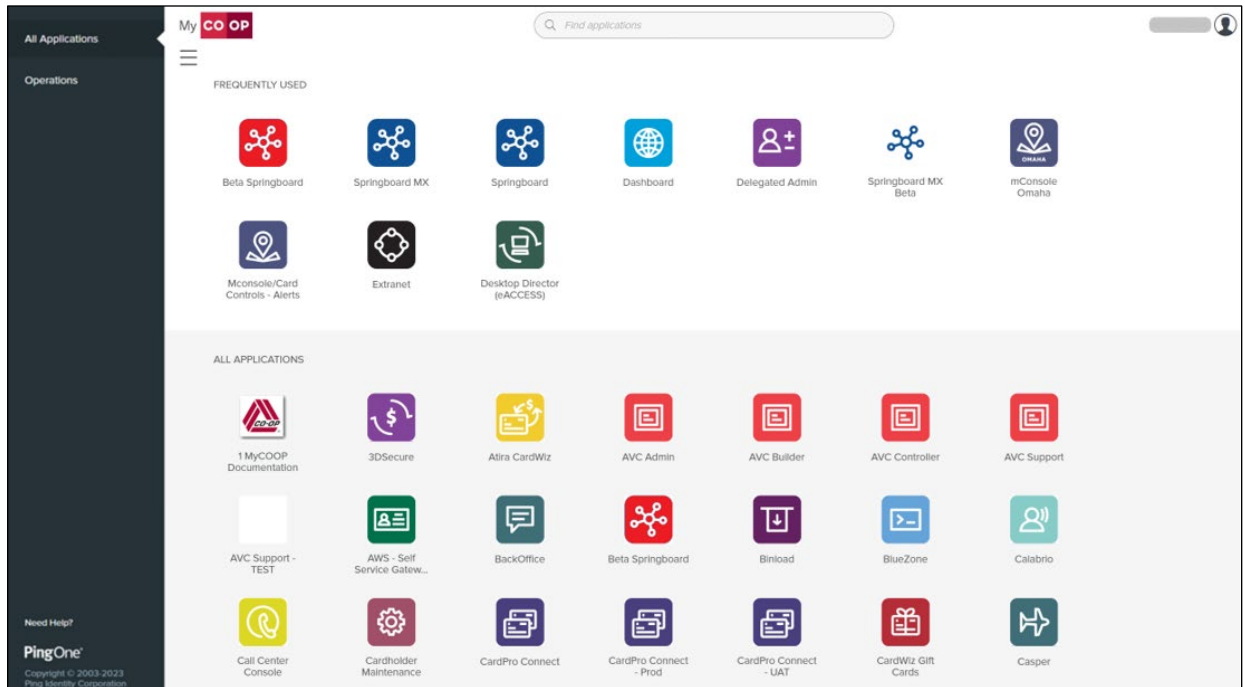 All Applications
Operations
My CO OP
Find applications
FREQUENTLY USED
Beta Springboard
Springboard MX
Springboard
Dashboard
Delegated Admin
Springboard MX
Beta
OMAHA
mConsole
Omaha
Mconsole/Card
Controls - Alerts
Extranet
Desktop Director
(eACCESS)
ALL APPLICATIONS
CO-OP
1 MyCOOP
Documentation
3DSecure
Atira CardWiz
AVC Admin
AVC Builder
AVC Controller
AVC Support
AVC Support -
TEST
AWS - Self
Service Gatew...
BackOffice
Beta Springboard
Binload
BlueZone
Calabrio
Call Center
Console
Cardholder
Maintenance
CardPro Connect
CardPro Connect
- Prod
CardPro Connect
- UAT
CardWiz Gift
Cards
Casper
Need Help?
PingOne®
Copyright © 2003-2023
Ping Identity Corporation